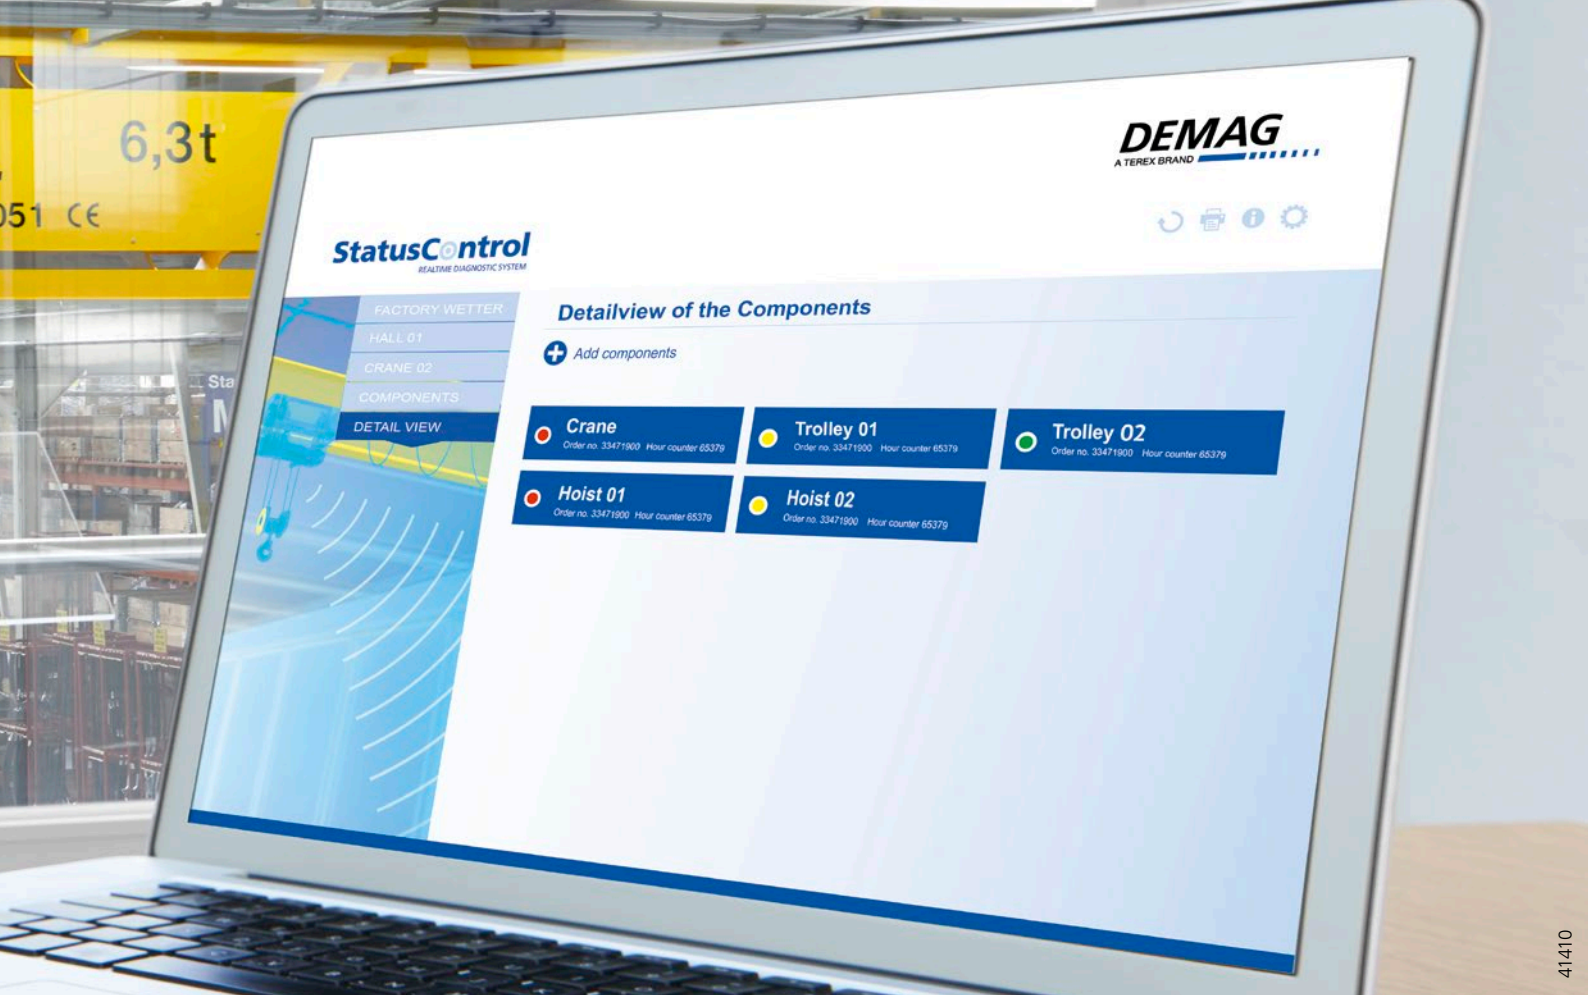 6,3t
051 CE
Sta
DEMAG
A TEREX BRAND
StatusControl
REALTIME DIAGNOSTIC SYSTEM
FACTORY WETTER
HALL 01
CRANE 02
COMPONENTS
DETAIL VIEW
Detailview of the Components
Add components
Crane
Order no. 33471900 Hour counter 65379
Trolley 01
Order no. 33471900 Hour counter 65379
Trolley 02
Order no. 33471900 Hour counter 65379
Hoist 01
Order no. 33471900 Hour counter 65379
Hoist 02
Order no. 33471900 Hour counter 65379
41410